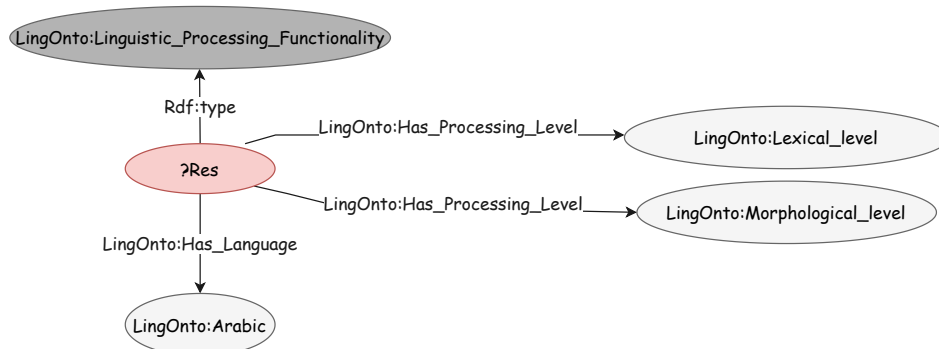 LingOnto:Linguistic_Processing_Functionality
Rdf:type
LingOnto:Has_Processing_Level
LingOnto:Lexical_level
?Res
LingOnto:Has_Processing_Level
LingOnto:Morphological_level
LingOnto:Has_Language
LingOnto:Arabic